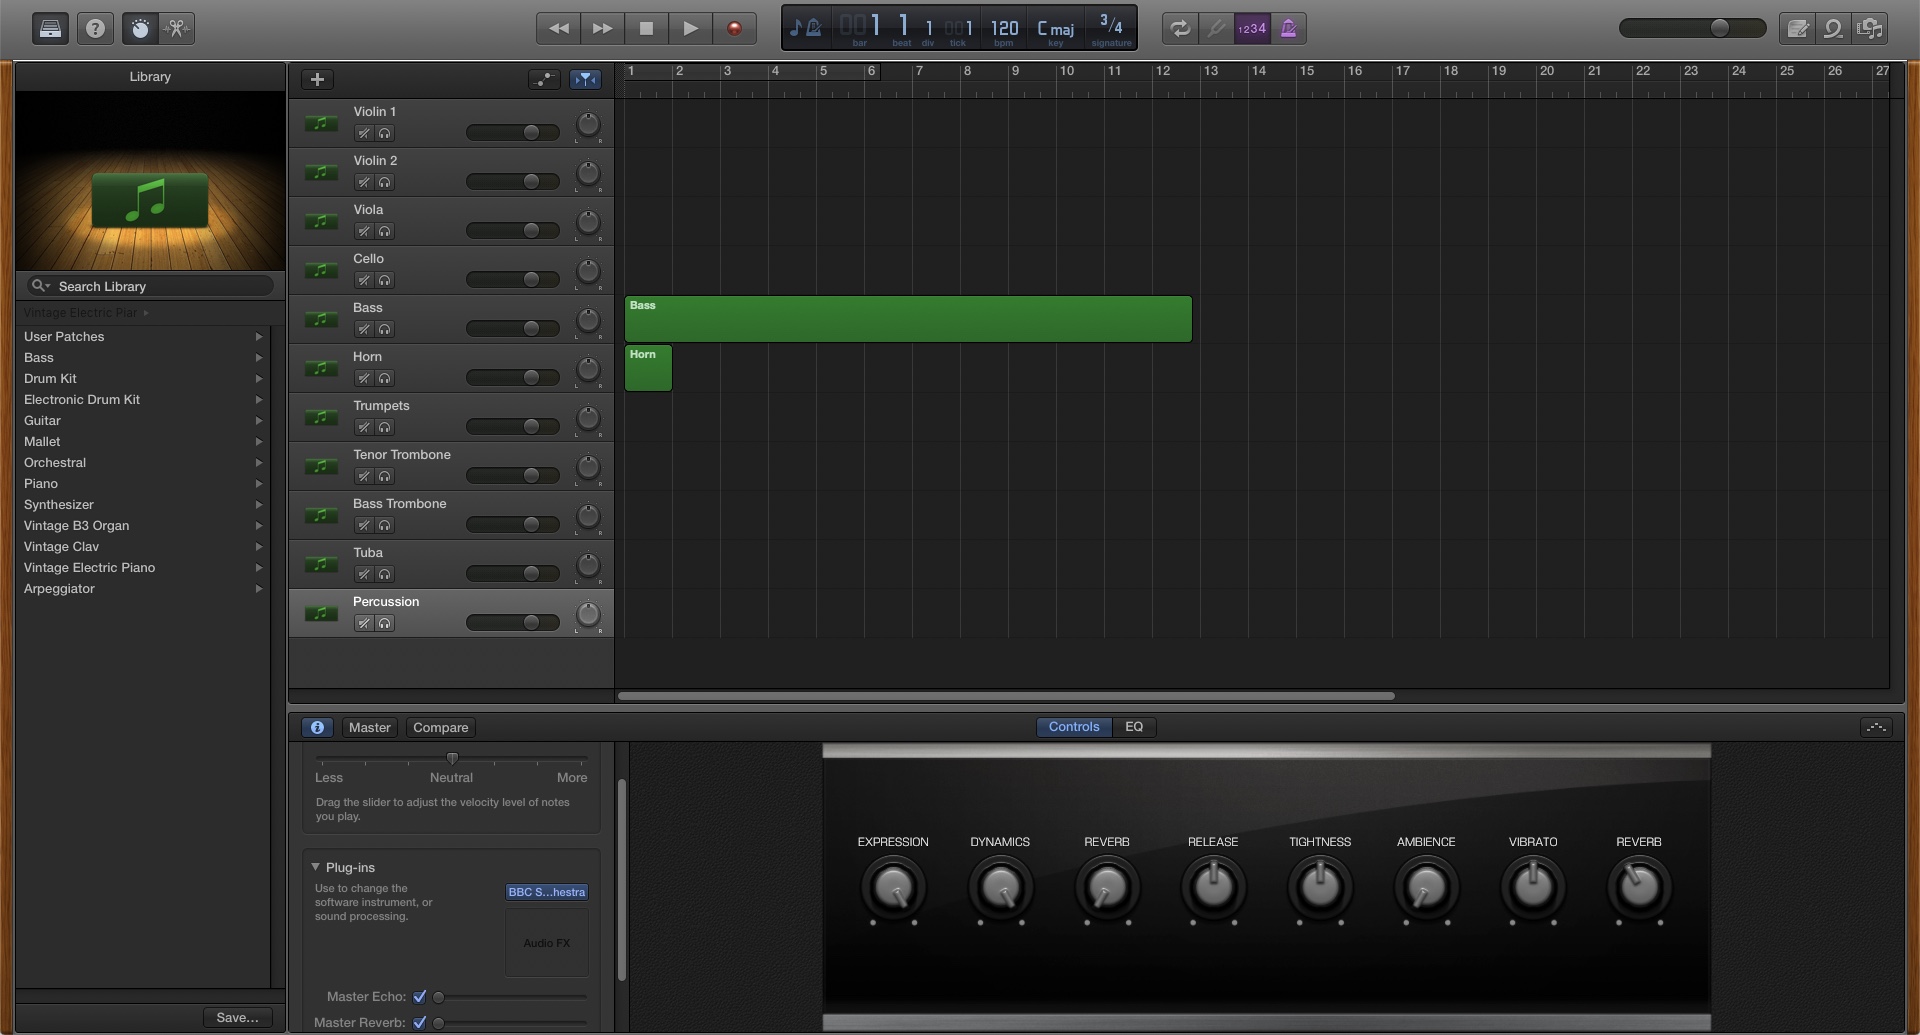 1 1 1 1 120 C maj 3/4
bar beat div tick bpm key signature
1234
Library
Search Library
Vintage Electric Piar
User Patches
Bass
Drum Kit
Electronic Drum Kit
Guitar
Mallet
Orchestral
Piano
Synthesizer
Vintage B3 Organ
Vintage Clav
Vintage Electric Piano
Arpeggiator
Save...
1 2 3 4 5 6 7 8 9 10 11 12 13 14 15 16 17 18 19 20 21 22 23 24 25 26 27
Violin 1
L R
Violin 2
L R
Viola
L R
Cello
L R
Bass
L R
Bass
Horn
L R
Horn
Trumpets
L R
Tenor Trombone
L R
Bass Trombone
L R
Tuba
L R
Percussion
L R
Master Compare
Controls EQ
Less Neutral More
Drag the slider to adjust the velocity level of notes
you play.
Plug-ins
Use to change the
software instrument, or
sound processing.
BBC S...hestra
Audio FX
Master Echo:
Master Reverb:
EXPRESSION DYNAMICS REVERB RELEASE TIGHTNESS AMBIENCE VIBRATO REVERB